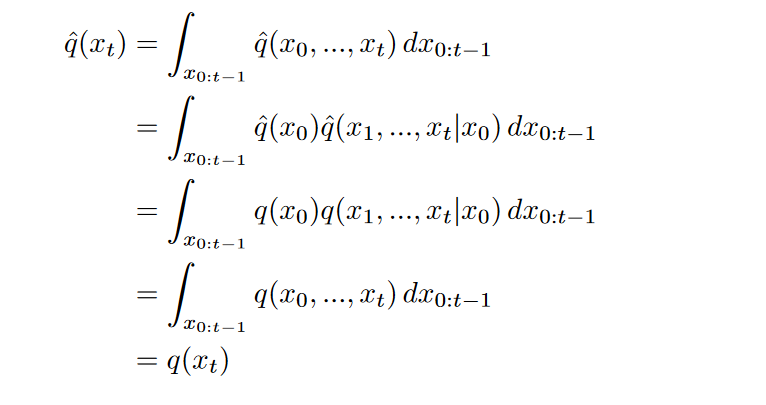 $\hat{q}(x_t) = \int_{x_{0:t-1}} \hat{q}(x_0, ..., x_t) \, dx_{0:t-1}$
$= \int_{x_{0:t-1}} \hat{q}(x_0)\hat{q}(x_1, ..., x_t|x_0) \, dx_{0:t-1}$
$= \int_{x_{0:t-1}} q(x_0)q(x_1, ..., x_t|x_0) \, dx_{0:t-1}$
$= \int_{x_{0:t-1}} q(x_0, ..., x_t) \, dx_{0:t-1}$
$= q(x_t)$